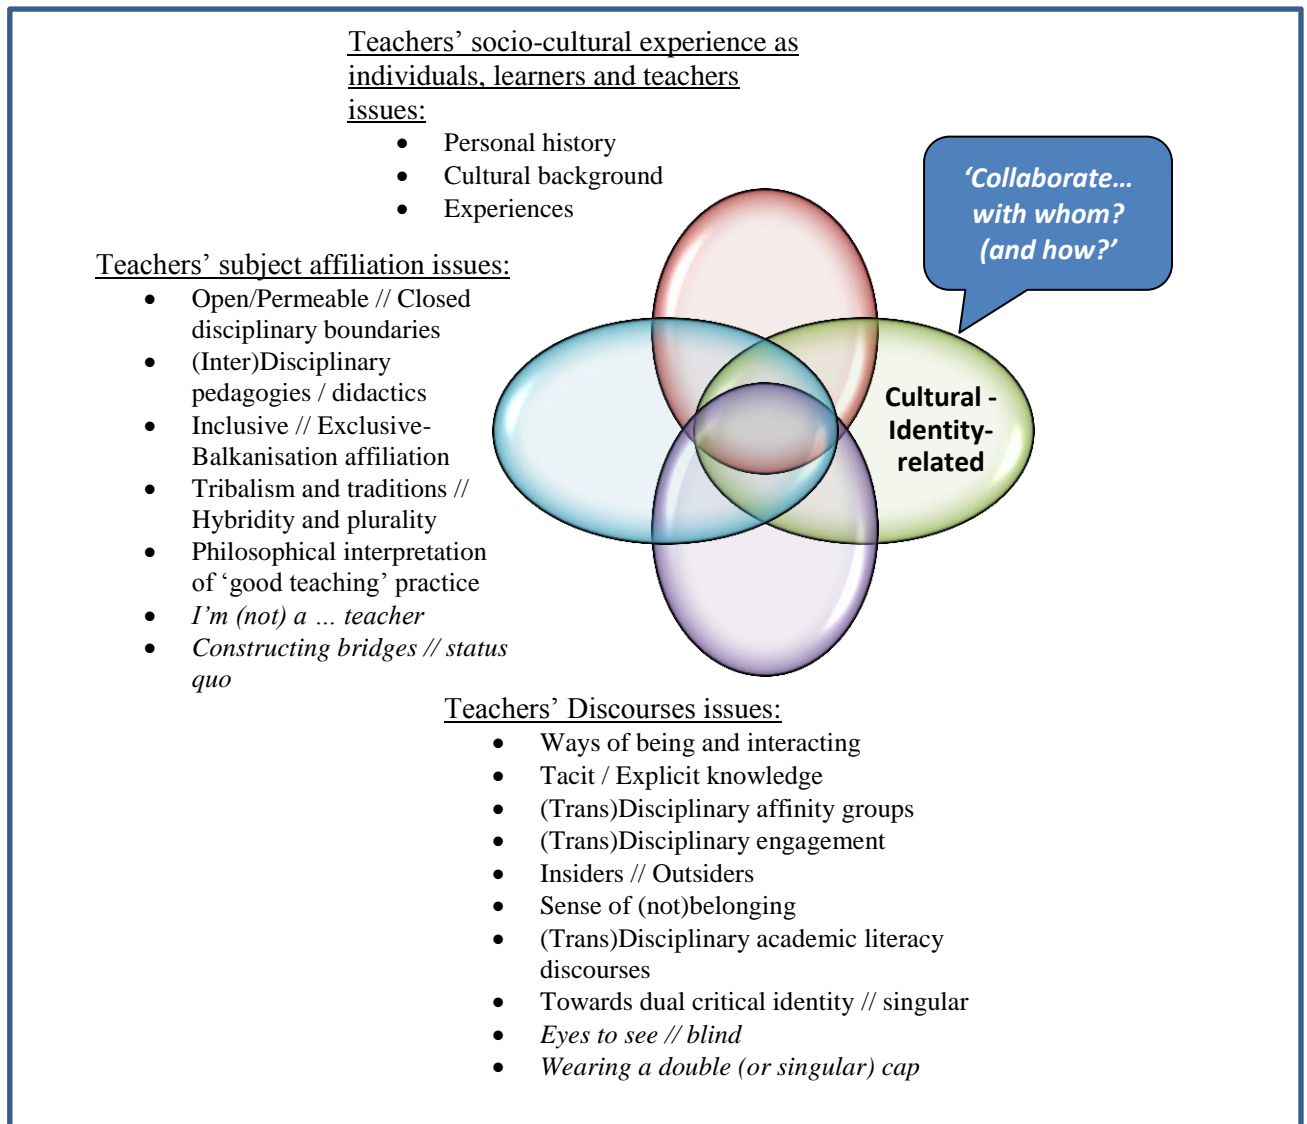 Teachers’ socio-cultural experience as
individuals, learners and teachers
issues:
• Personal history
• Cultural background
• Experiences
‘Collaborate…
with whom?
(and how?’
Teachers’ subject affiliation issues:
• Open/Permeable // Closed
disciplinary boundaries
• (Inter)Disciplinary
pedagogies / didactics
• Inclusive // Exclusive-
Balkanisation affiliation
• Tribalism and traditions //
Hybridity and plurality
• Philosophical interpretation
of ‘good teaching’ practice
• I’m (not) a … teacher
• Constructing bridges // status
quo
Cultural -
Identity-
related
Teachers’ Discourses issues:
• Ways of being and interacting
• Tacit / Explicit knowledge
• (Trans)Disciplinary affinity groups
• (Trans)Disciplinary engagement
• Insiders // Outsiders
• Sense of (not)belonging
• (Trans)Disciplinary academic literacy
discourses
• Towards dual critical identity // singular
• Eyes to see // blind
• Wearing a double (or singular) cap